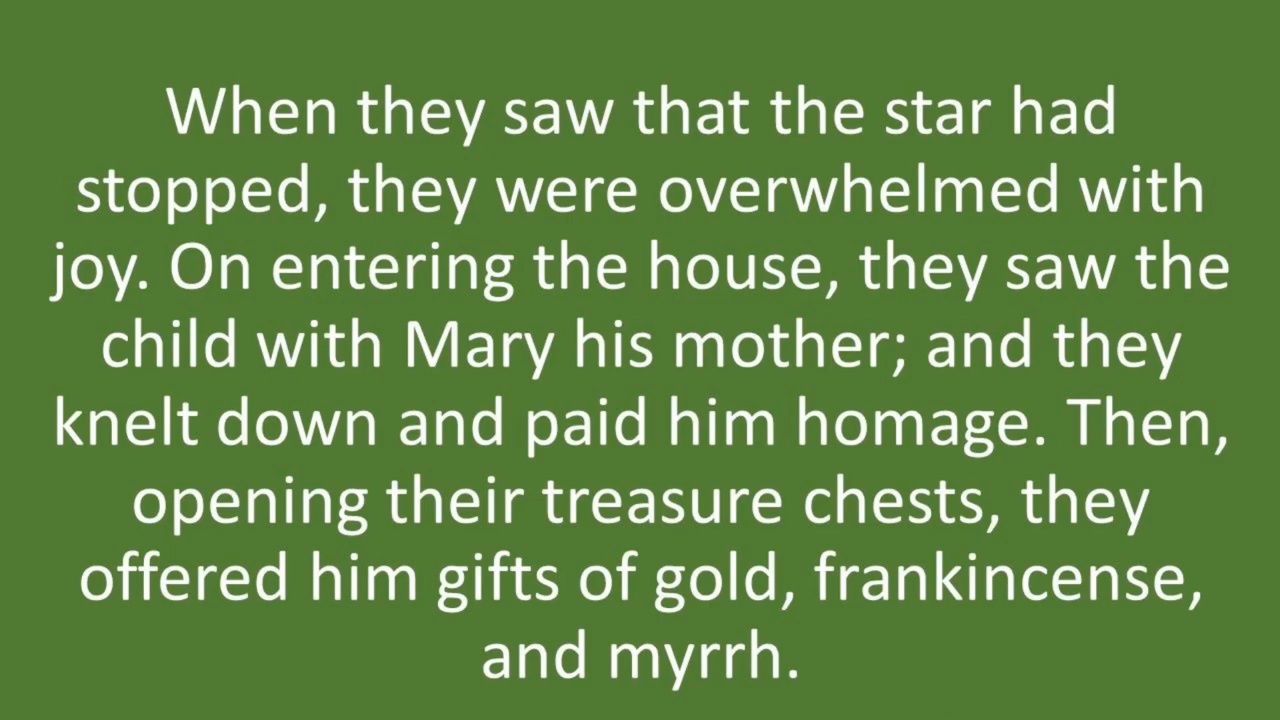 When they saw that the star had
stopped, they were overwhelmed with
joy. On entering the house, they saw the
child with Mary his mother; and they
knelt down and paid him homage. Then,
opening their treasure chests, they
offered him gifts of gold, frankincense,
and myrrh.